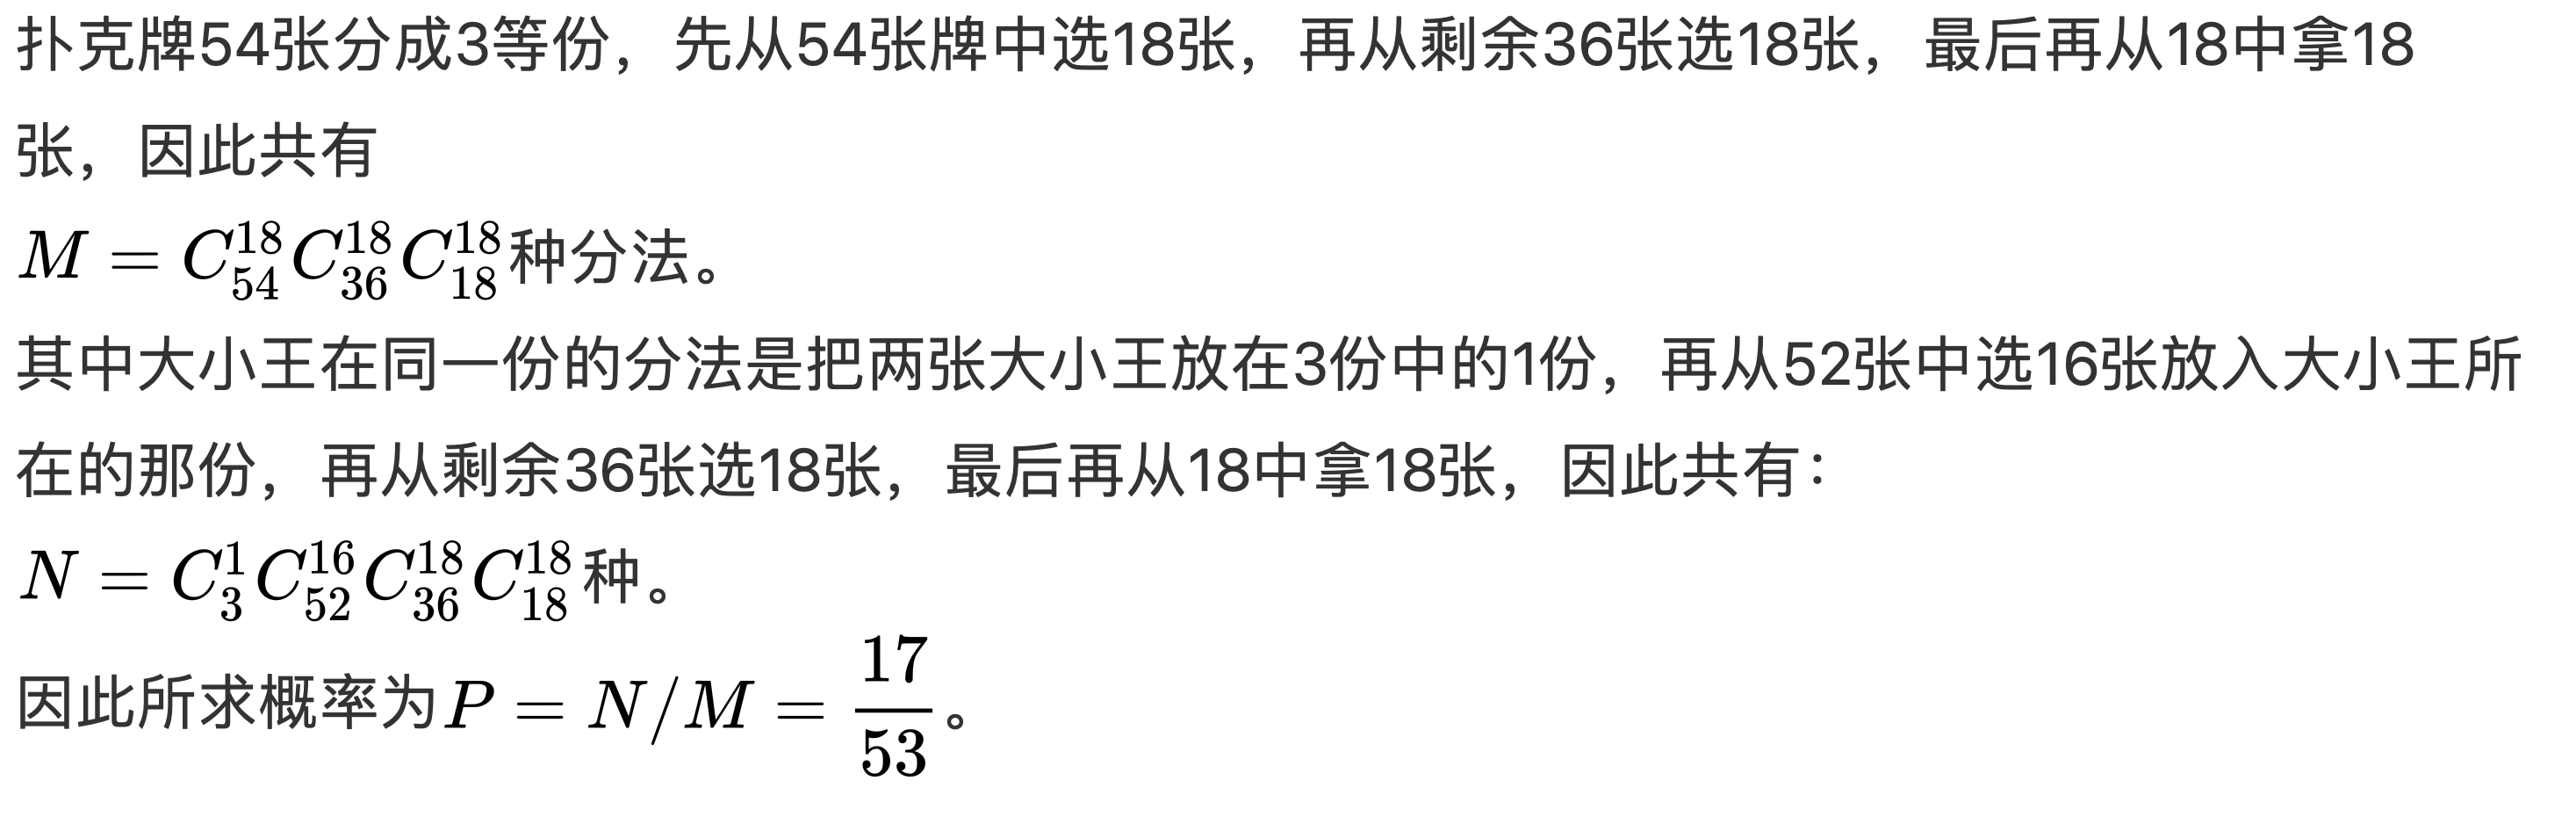 扑克牌54张分成3等份，先从54张牌中选18张，再从剩余36张选18张，最后再从18中拿18
张，因此共有
$M = C_{54}^{18}C_{36}^{18}C_{18}^{18}$种分法。
其中大小王在同一份的分法是把两张大小王放在3份中的1份，再从52张中选16张放入大小王所
在的那份，再从剩余36张选18张，最后再从18中拿18张，因此共有：
$N = C_{3}^{1}C_{52}^{16}C_{36}^{18}C_{18}^{18}$种。
因此所求概率为$P = N/M = \frac{17}{53}$。